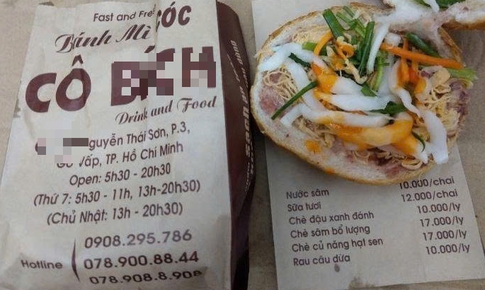 Fast and Fre
Bánh Mì CÓC
CÔ BÍCH
Drink and Food
Nguyễn Thái Sơn, P.3,
Gò Vấp, TP. Hồ Chí Minh
Open: 5h30 - 20h30
(Thứ 7: 5h30 - 11h, 13h-20h30)
(Chủ Nhật: 13h - 20h30)
0908.295.786
Hotline 078.900.88.44
078.908.8.908
Nước sâm 10.000/chai
Sữa tươi 12.000/chai
Chè đậu xanh đánh 10.000/ly
Chè sâm bổ lượng 17.000/ly
Chè củ năng hạt sen 17.000/ly
Rau câu dừa 10.000/ly